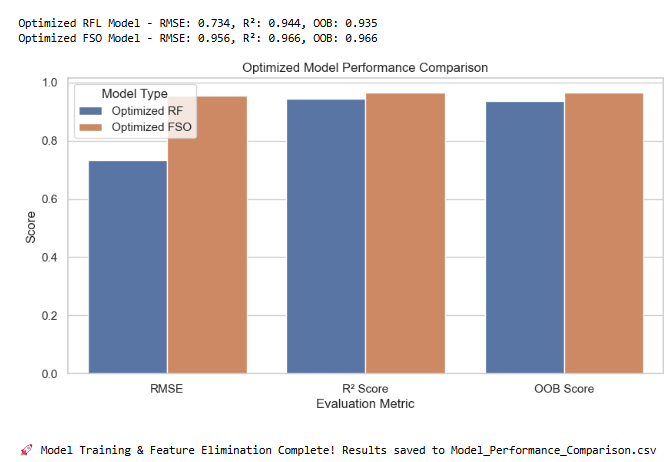 Optimized RFL Model - RMSE: 0.734, R²: 0.944, OOB: 0.935
Optimized FSO Model - RMSE: 0.956, R²: 0.966, OOB: 0.966
Optimized Model Performance Comparison
Model Type
Optimized RF
Optimized FSO
1.0
0.8
0.6
0.4
0.2
0.0
Score
RMSE
R² Score
OOB Score
Evaluation Metric
🚀 Model Training & Feature Elimination Complete! Results saved to Model_Performance_Comparison.csv